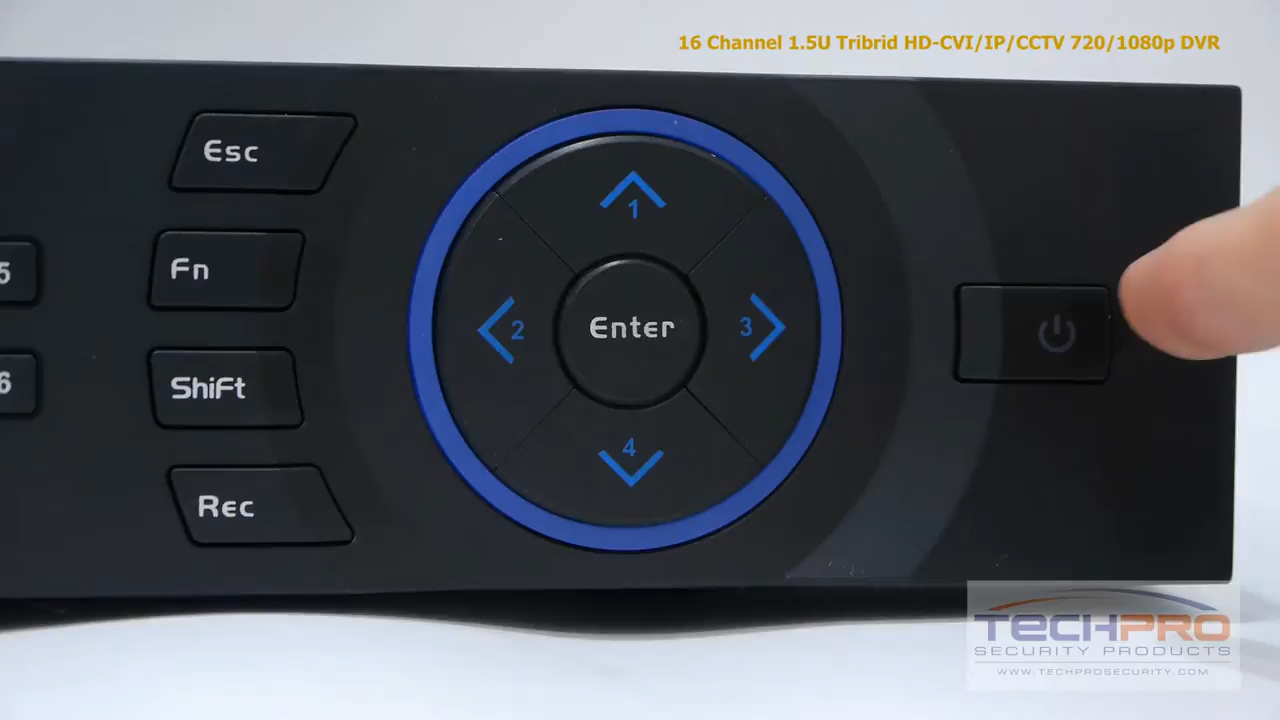 16 Channel 1.5U Tribrid HD-CVI/IP/CCTV 720/1080p DVR
Esc
1
5
Fn
2
Enter
3
6
ShiFt
4
Rec
TECHPRO
SECURITY PRODUCTS
WWW.TECHPROSECURITY.COM